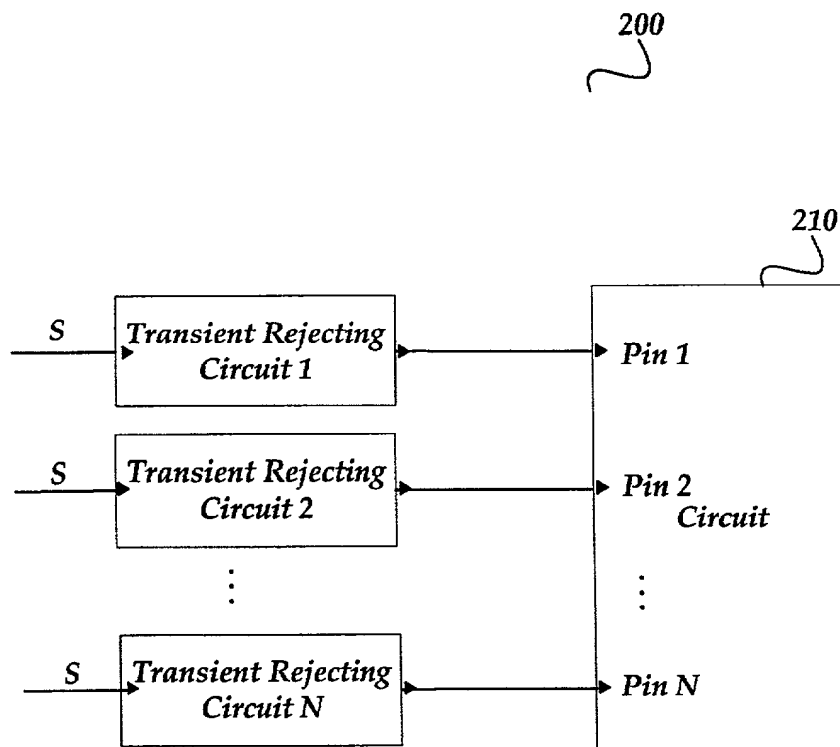 200
210
S
Transient Rejecting
Circuit 1
Pin 1
S
Transient Rejecting
Circuit 2
Pin 2
Circuit
S
Transient Rejecting
Circuit N
Pin N